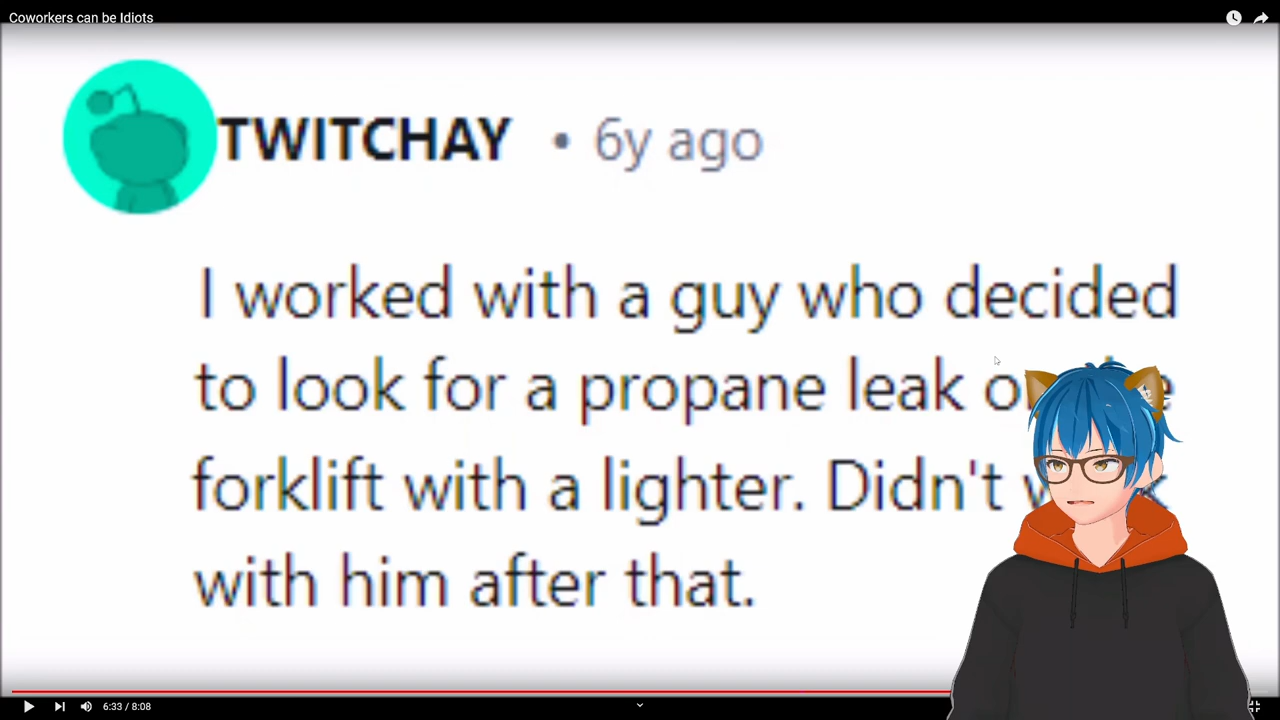 Coworkers can be Idiots
TWITCHAY • 6y ago
I worked with a guy who decided
to look for a propane leak
forklift with a lighter. Didn't
with him after that.
6:33 / 8:08